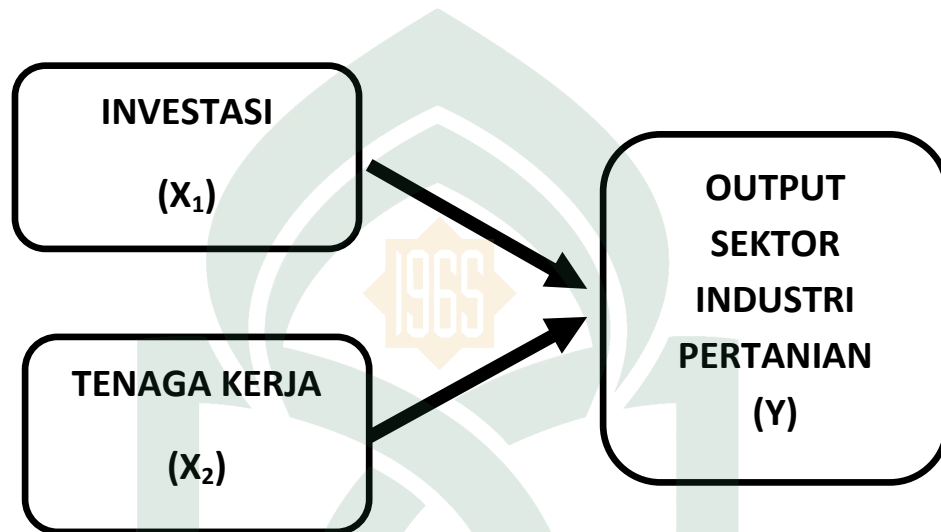 INVESTASI
(X₁)
TENAGA KERJA
(X₂)
OUTPUT
SEKTOR
INDUSTRI
PERTANIAN
(Y)
1965